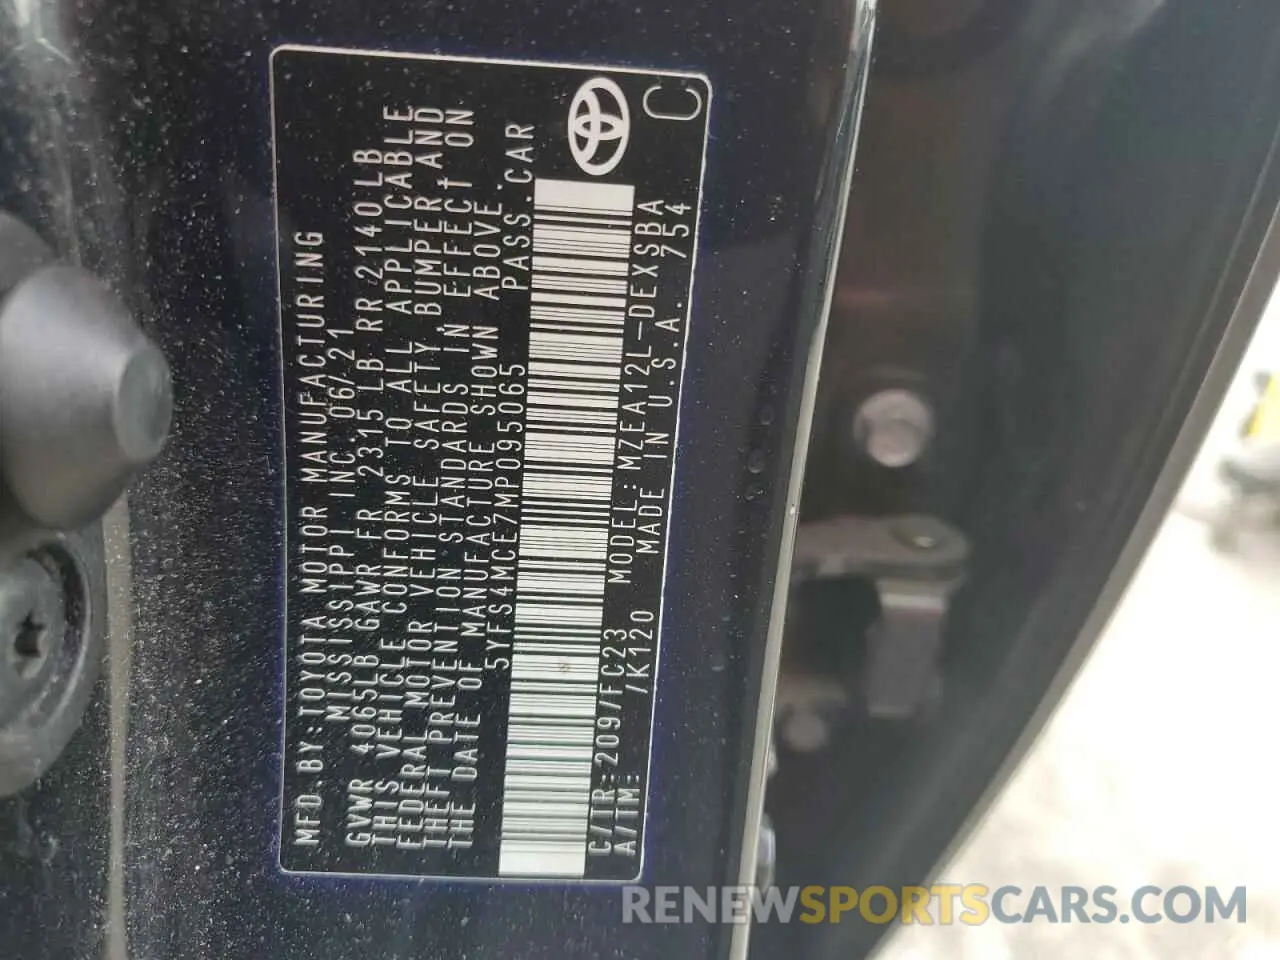 MFD.BY:TOYOTA MOTOR MANUFACTURING
MISSISSIPPI INC.06/21
GVWR 4065LB GAWR FR 2315 LB RR 2140LB
THIS VEHICLE CONFORMS TO ALL APPLICABLE
FEDERAL MOTOR VEHICLE SAFETY, BUMPER, AND
THEFT PREVENTION STANDARDS IN EFFECT ON
THE DATE OF MANUFACTURE SHOWN ABOVE.
5YFS4MCE7MP095065 PASS.CAR
C/TR:209/FC23 MODEL:MZEA12L-DEXSBA
A/TM: /K120 MADE IN U.S.A. 754
C
RENEWSPORTSCARS.COM